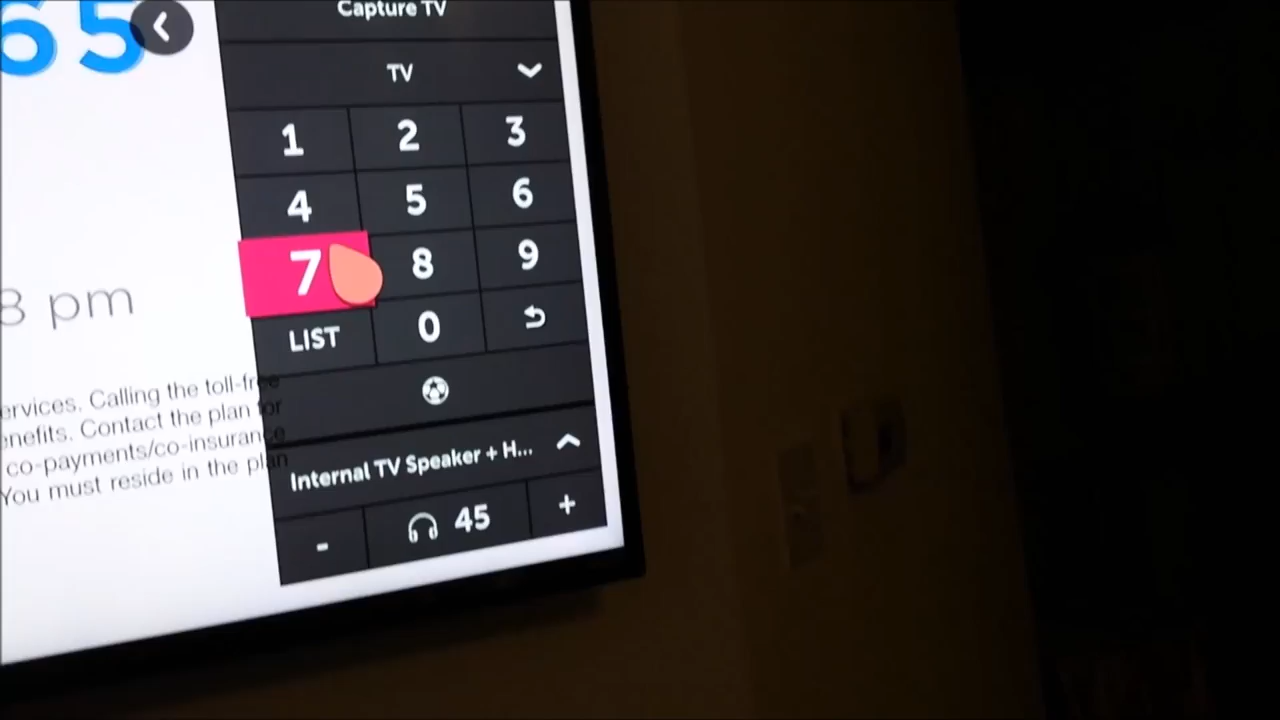 65
Capture TV
TV
1 2 3
4 5 6
7 8 9
LIST 0
8 pm
ervices. Calling the toll-free
enefits. Contact the plan for
co-payments/co-insurance
You must reside in the plan
Internal TV Speaker + H...
- 45 +